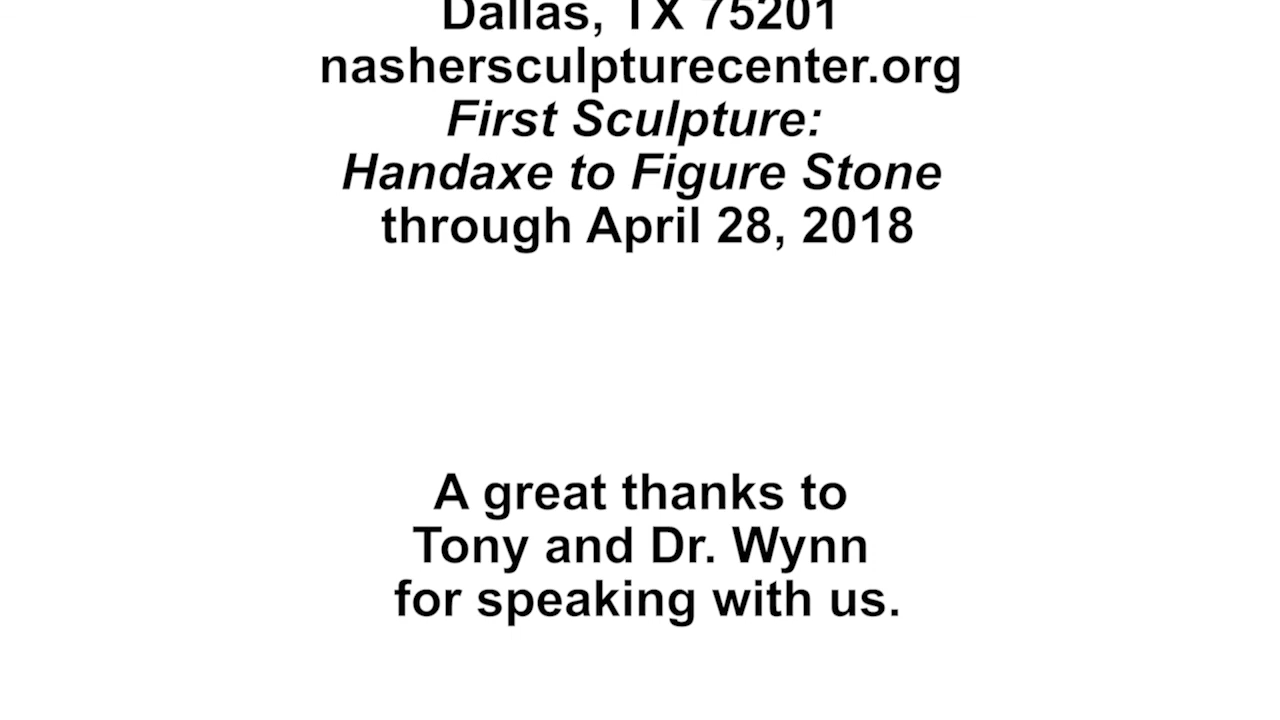 Dallas, TX 75201
nashersculpturecenter.org
First Sculpture:
Handaxe to Figure Stone
through April 28, 2018
A great thanks to
Tony and Dr. Wynn
for speaking with us.